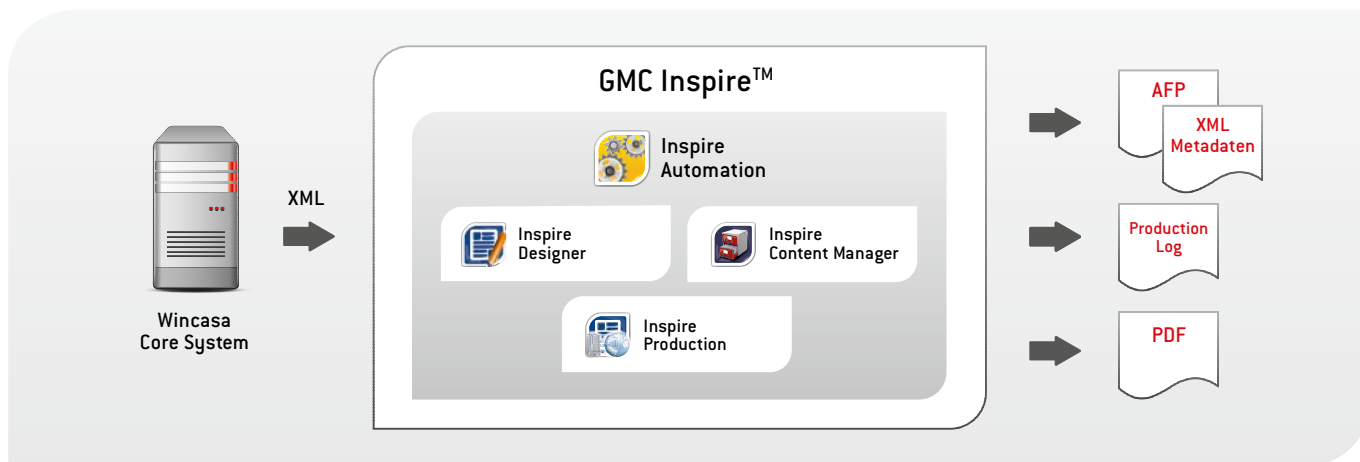 GMC Inspire™
Inspire
Automation
XML
Inspire
Designer
Inspire
Content Manager
Inspire
Production
Wincasa
Core System
AFP
XML
Metadaten
Production
Log
PDF